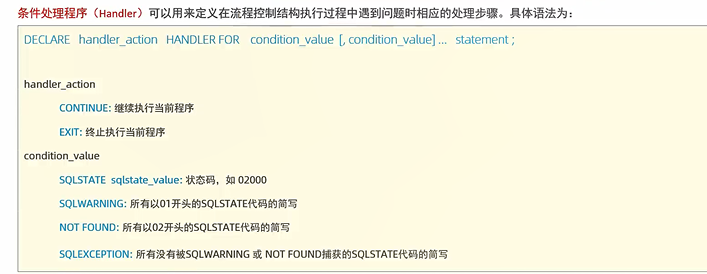 条件处理程序（Handler）可以用来定义在流程控制结构执行过程中遇到问题时相应的处理步骤。具体语法为：
DECLARE handler_action HANDLER FOR condition_value [, condition_value] ... statement ;
handler_action
CONTINUE: 继续执行当前程序
EXIT: 终止执行当前程序
condition_value
SQLSTATE sqlstate_value: 状态码，如 02000
SQLWARNING: 所有以01开头的SQLSTATE代码的简写
NOT FOUND: 所有以02开头的SQLSTATE代码的简写
SQLEXCEPTION: 所有没有被SQLWARNING 或 NOT FOUND捕获的SQLSTATE代码的简写